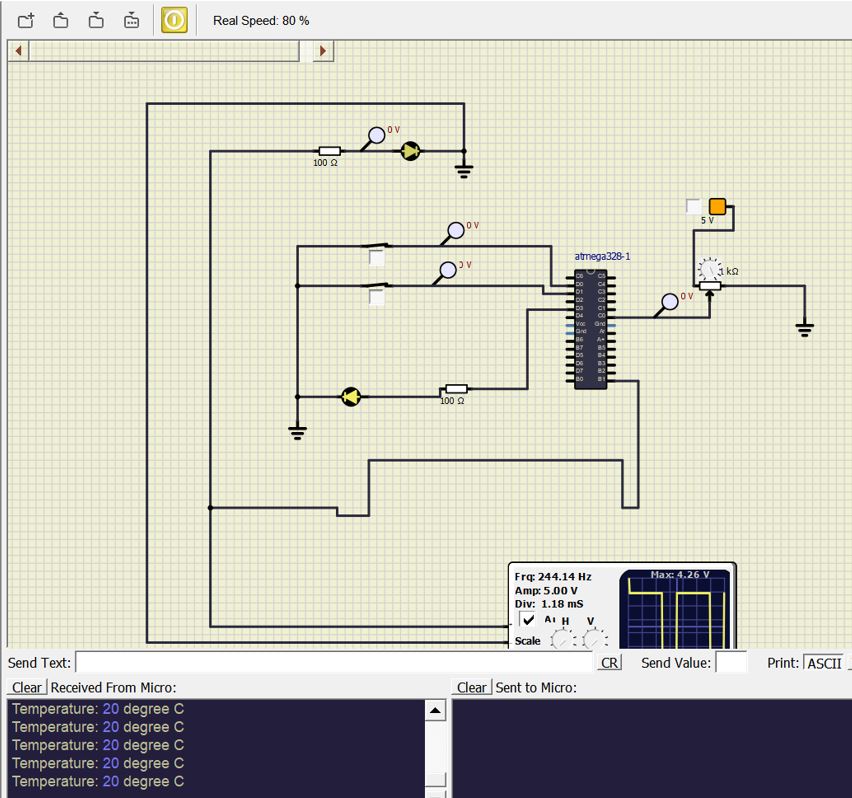 Real Speed: 80 %
0 V
100 Ω
0 V
5 V
0 V
atmega328-1
1 kΩ
0 V
C6 C5
D0 C4
D1 C3
D2 C2
D3 C1
D4 C0
Vcc Gnd
Gnd Ar
B6 A+
B7 B5
D5 B4
D6 B3
D7 B2
B0 B1
100 Ω
Frq: 244.14 Hz
Amp: 5.00 V
Div: 1.18 mS
H V
Scale
Max: 4.26 V
Send Text: CR Send Value: Print: ASCII
Clear Received From Micro: Clear Sent to Micro:
Temperature: 20 degree C
Temperature: 20 degree C
Temperature: 20 degree C
Temperature: 20 degree C
Temperature: 20 degree C